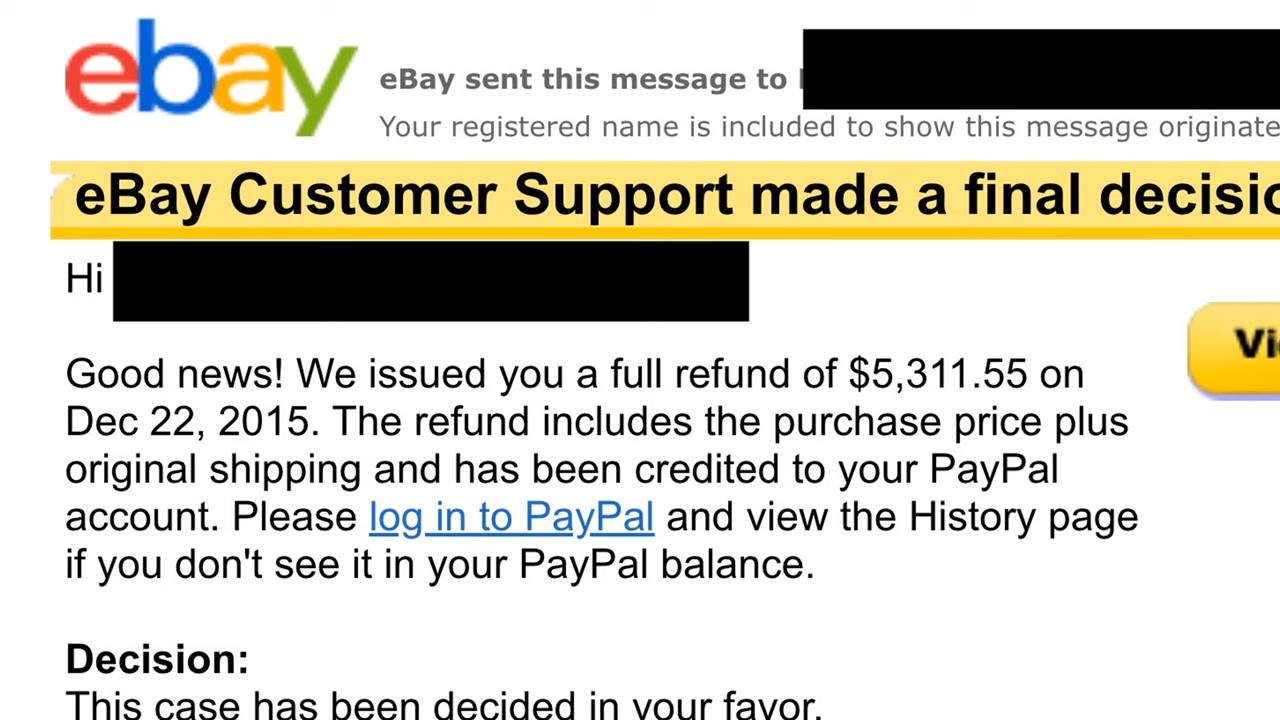 ebay
eBay sent this message to
Your registered name is included to show this message originate
eBay Customer Support made a final decisio
Hi
Vi
Good news! We issued you a full refund of $5,311.55 on
Dec 22, 2015. The refund includes the purchase price plus
original shipping and has been credited to your PayPal
account. Please log in to PayPal and view the History page
if you don't see it in your PayPal balance.
Decision:
This case has been decided in your favor.